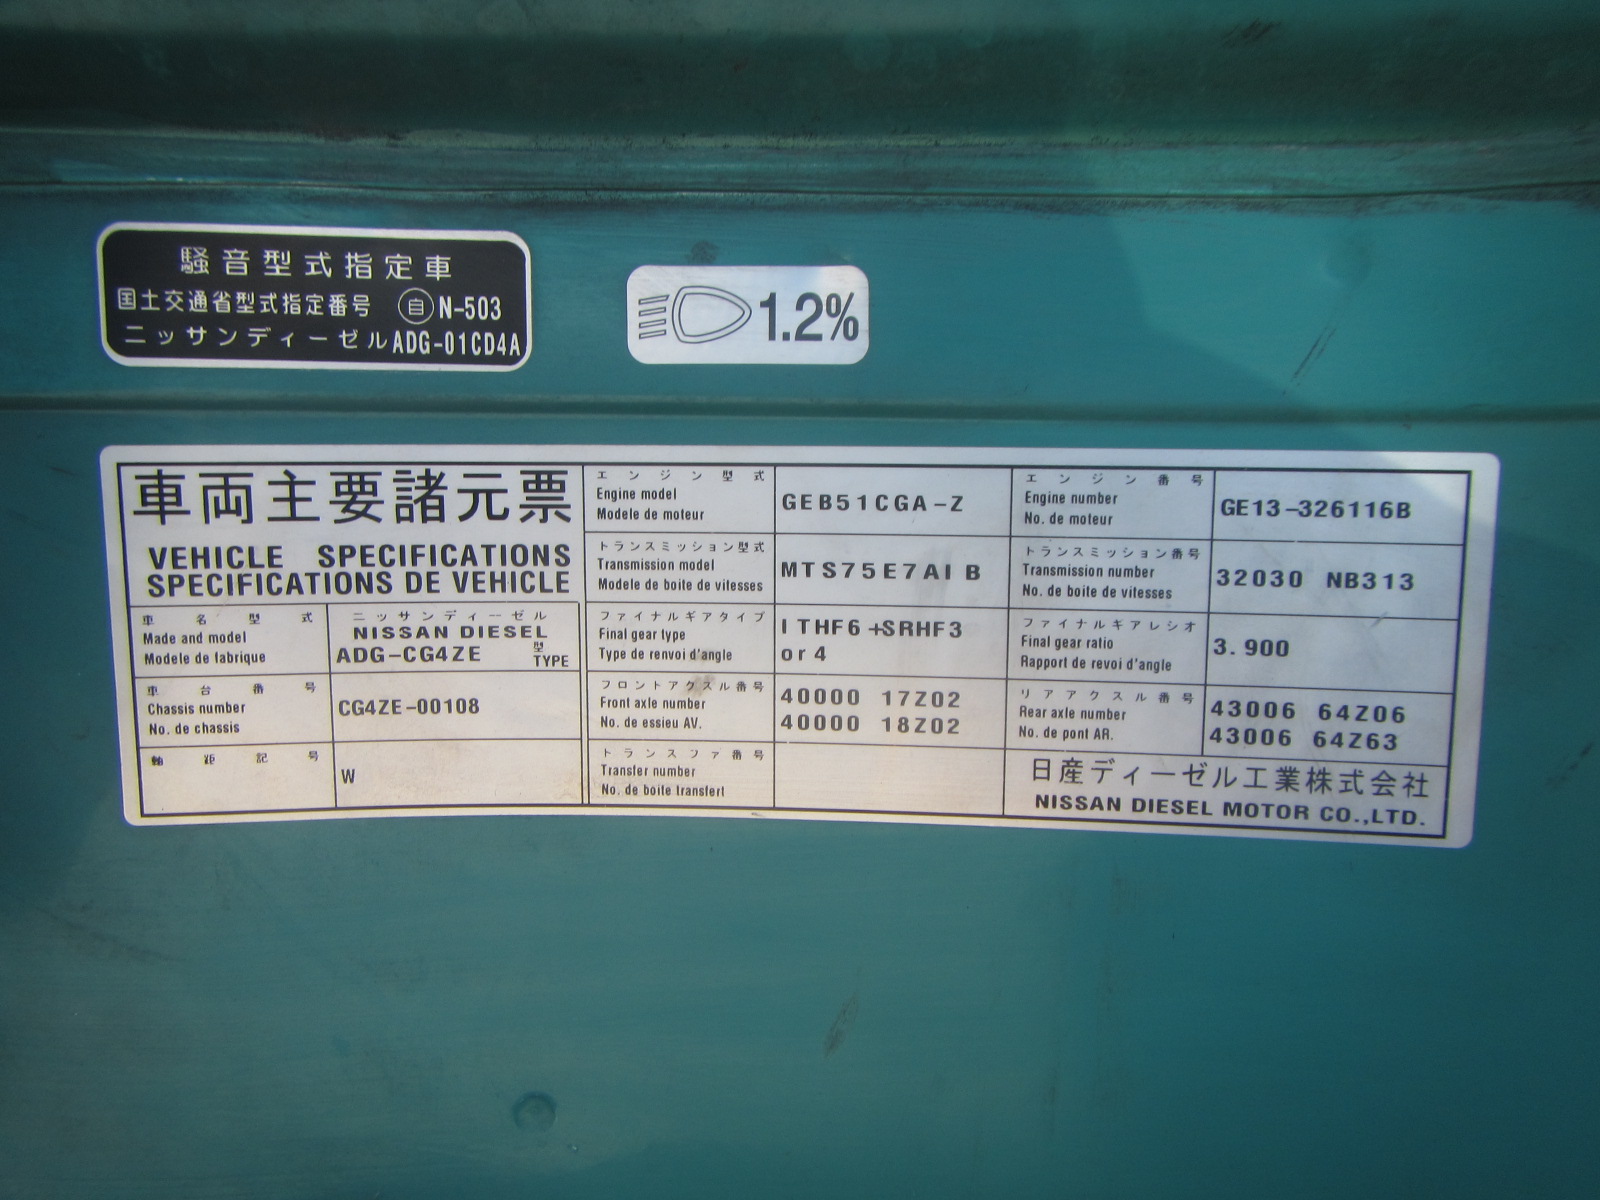 騒音型式指定車
国土交通省型式指定番号 自 N-503
ニッサンディーゼル ADG-01CD4A
1.2%
車両主要諸元票
VEHICLE SPECIFICATIONS
SPECIFICATIONS DE VEHICLE
車名型式
Made and model
Modele de fabrique
ニッサンディーゼル
NISSAN DIESEL
ADG-CG4ZE 型 TYPE
車台番号
Chassis number
No. de chassis
CG4ZE-00108
軸距記号
W
エンジン型式
Engine model
Modele de moteur
GEB51CGA-Z
エンジン番号
Engine number
No. de moteur
GE13-326116B
トランスミッション型式
Transmission model
Modele de boite de vitesses
MTS75E7AI B
トランスミッション番号
Transmission number
No. de boite de vitesses
32030 NB313
ファイナルギアタイプ
Final gear type
Type de renvoi d'angle
ITHF6+SRHF3
or4
ファイナルギアレシオ
Final gear ratio
Rapport de revoi d'angle
3.900
フロントアクスル番号
Front axle number
No. de essieu AV.
40000 17Z02
40000 18Z02
リアアクスル番号
Rear axle number
No. de pont AR.
43006 64Z06
43006 64Z63
トランスファ番号
Transfer number
No. de boite transfert
日産ディーゼル工業株式会社
NISSAN DIESEL MOTOR CO.,LTD.